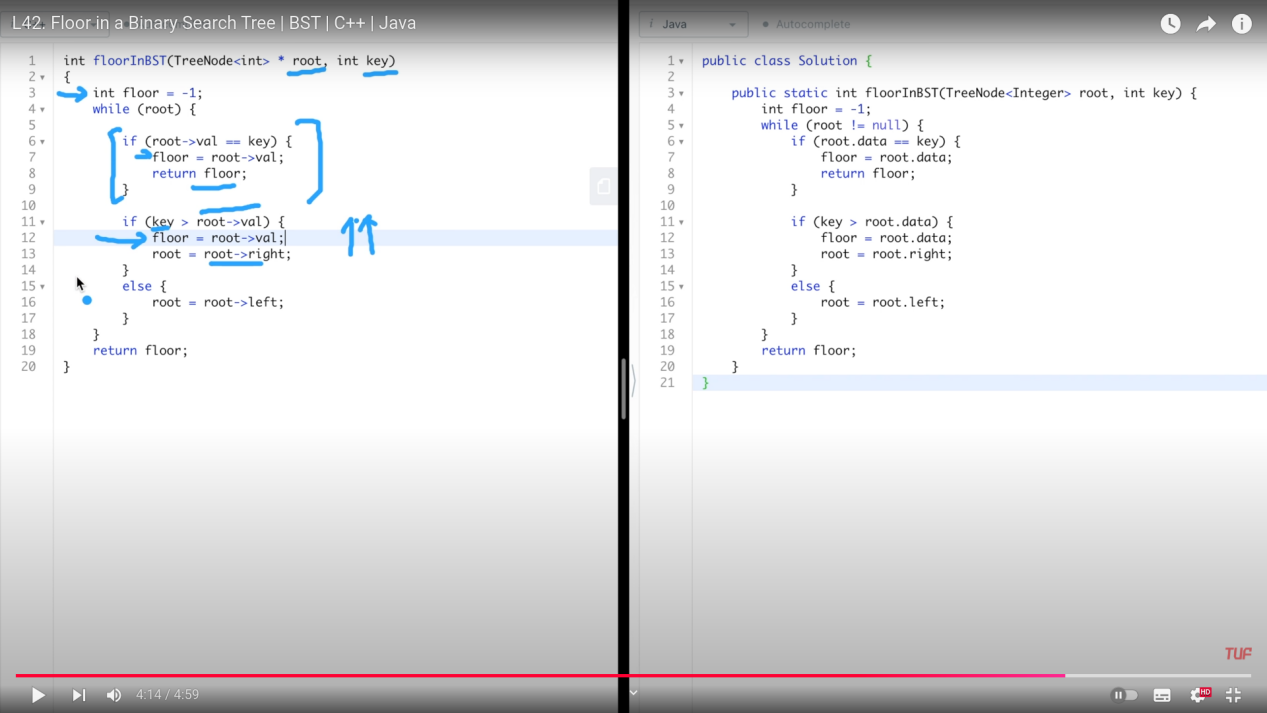 L42. Floor in a Binary Search Tree | BST | C++ | Java
1 int floorInBST(TreeNode<int> * root, int key)
2 {
3 int floor = -1;
4 while (root) {
5
6 if (root->val == key) {
7 floor = root->val;
8 return floor;
9 }
10
11 if (key > root->val) {
12 floor = root->val;
13 root = root->right;
14 }
15 else {
16 root = root->left;
17 }
18 }
19 return floor;
20 }
i Java
Autocomplete
1 public class Solution {
2
3 public static int floorInBST(TreeNode<Integer> root, int key) {
4 int floor = -1;
5 while (root != null) {
6 if (root.data == key) {
7 floor = root.data;
8 return floor;
9 }
10
11 if (key > root.data) {
12 floor = root.data;
13 root = root.right;
14 }
15 else {
16 root = root.left;
17 }
18 }
19 return floor;
20 }
21 }
TUF
4:14 / 4:59
HD